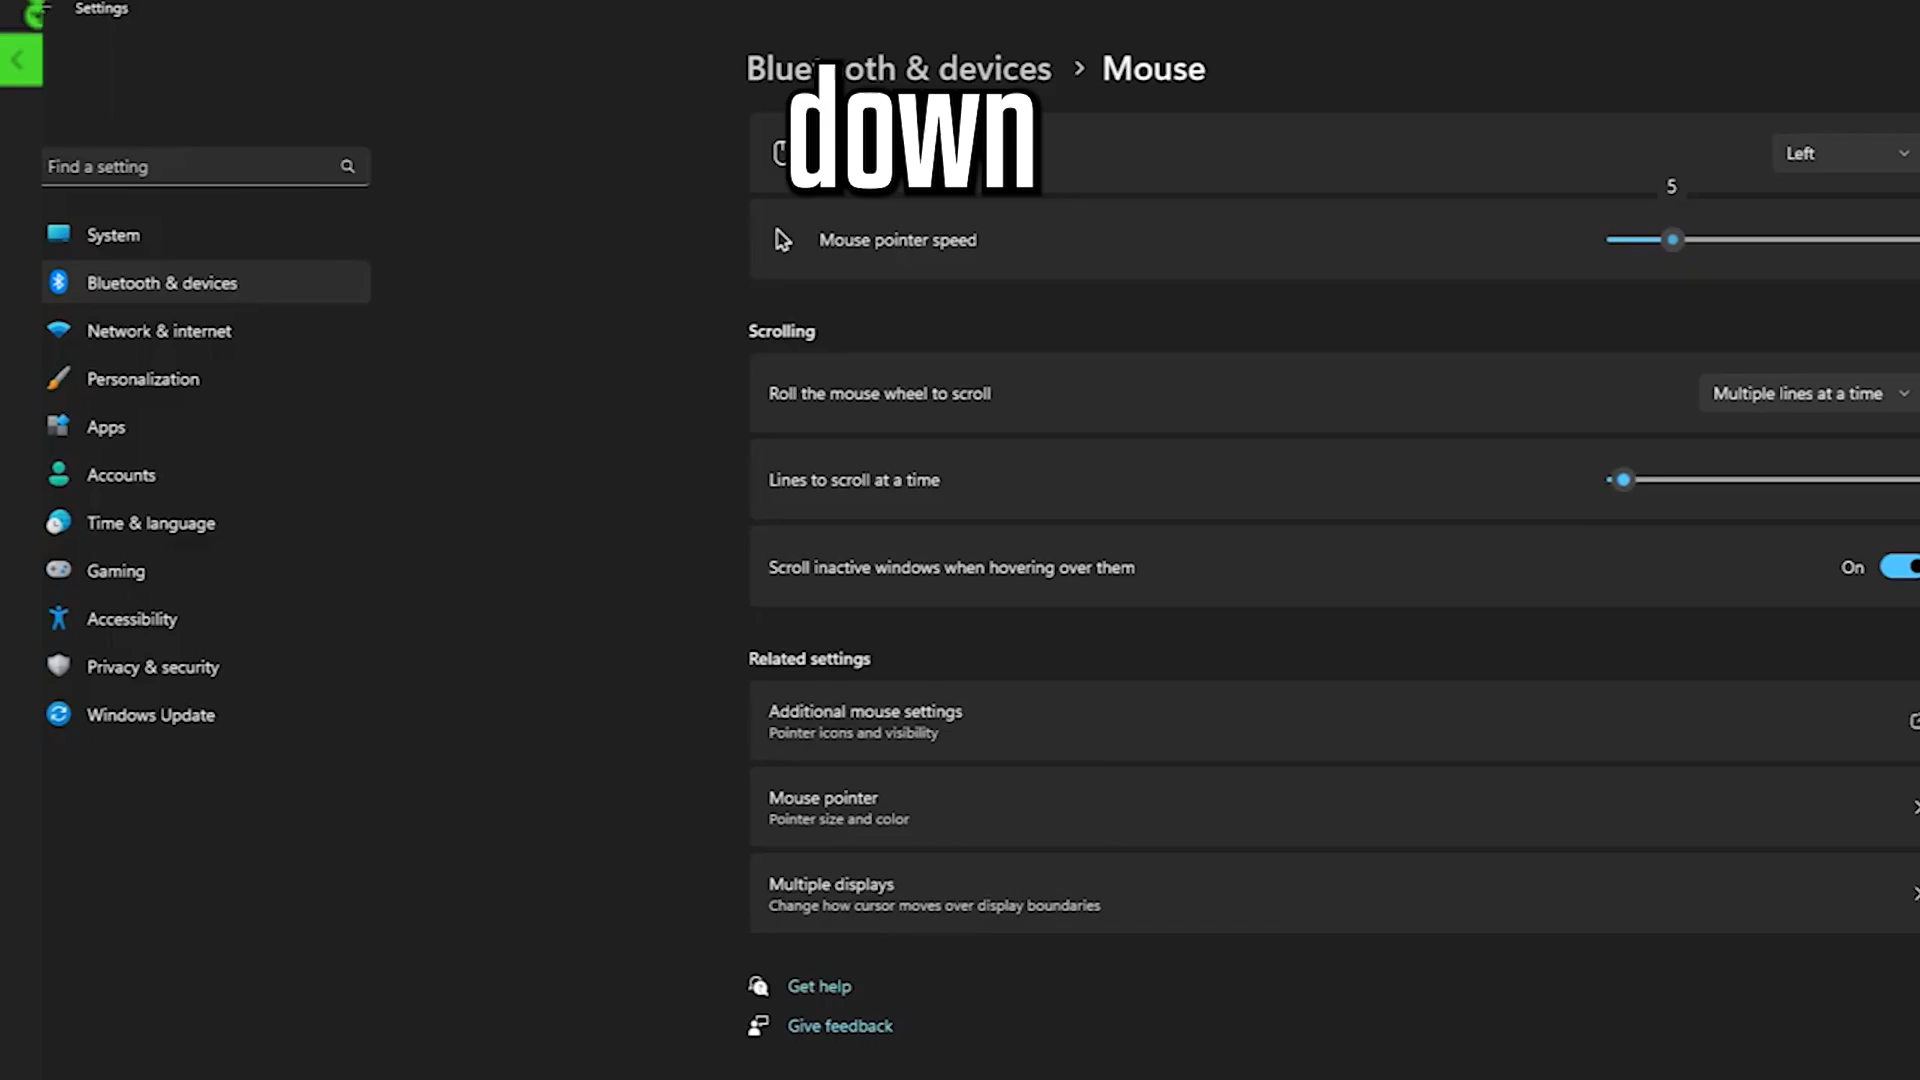 Settings
Bluetooth & devices > Mouse
down
Left
5
Find a setting
Mouse pointer speed
System
Bluetooth & devices
Network & internet
Personalization
Apps
Accounts
Time & language
Gaming
Accessibility
Privacy & security
Windows Update
Scrolling
Roll the mouse wheel to scroll
Multiple lines at a time
Lines to scroll at a time
Scroll inactive windows when hovering over them
On
Related settings
Additional mouse settings
Pointer icons and visibility
Mouse pointer
Pointer size and color
Multiple displays
Change how cursor moves over display boundaries
Get help
Give feedback